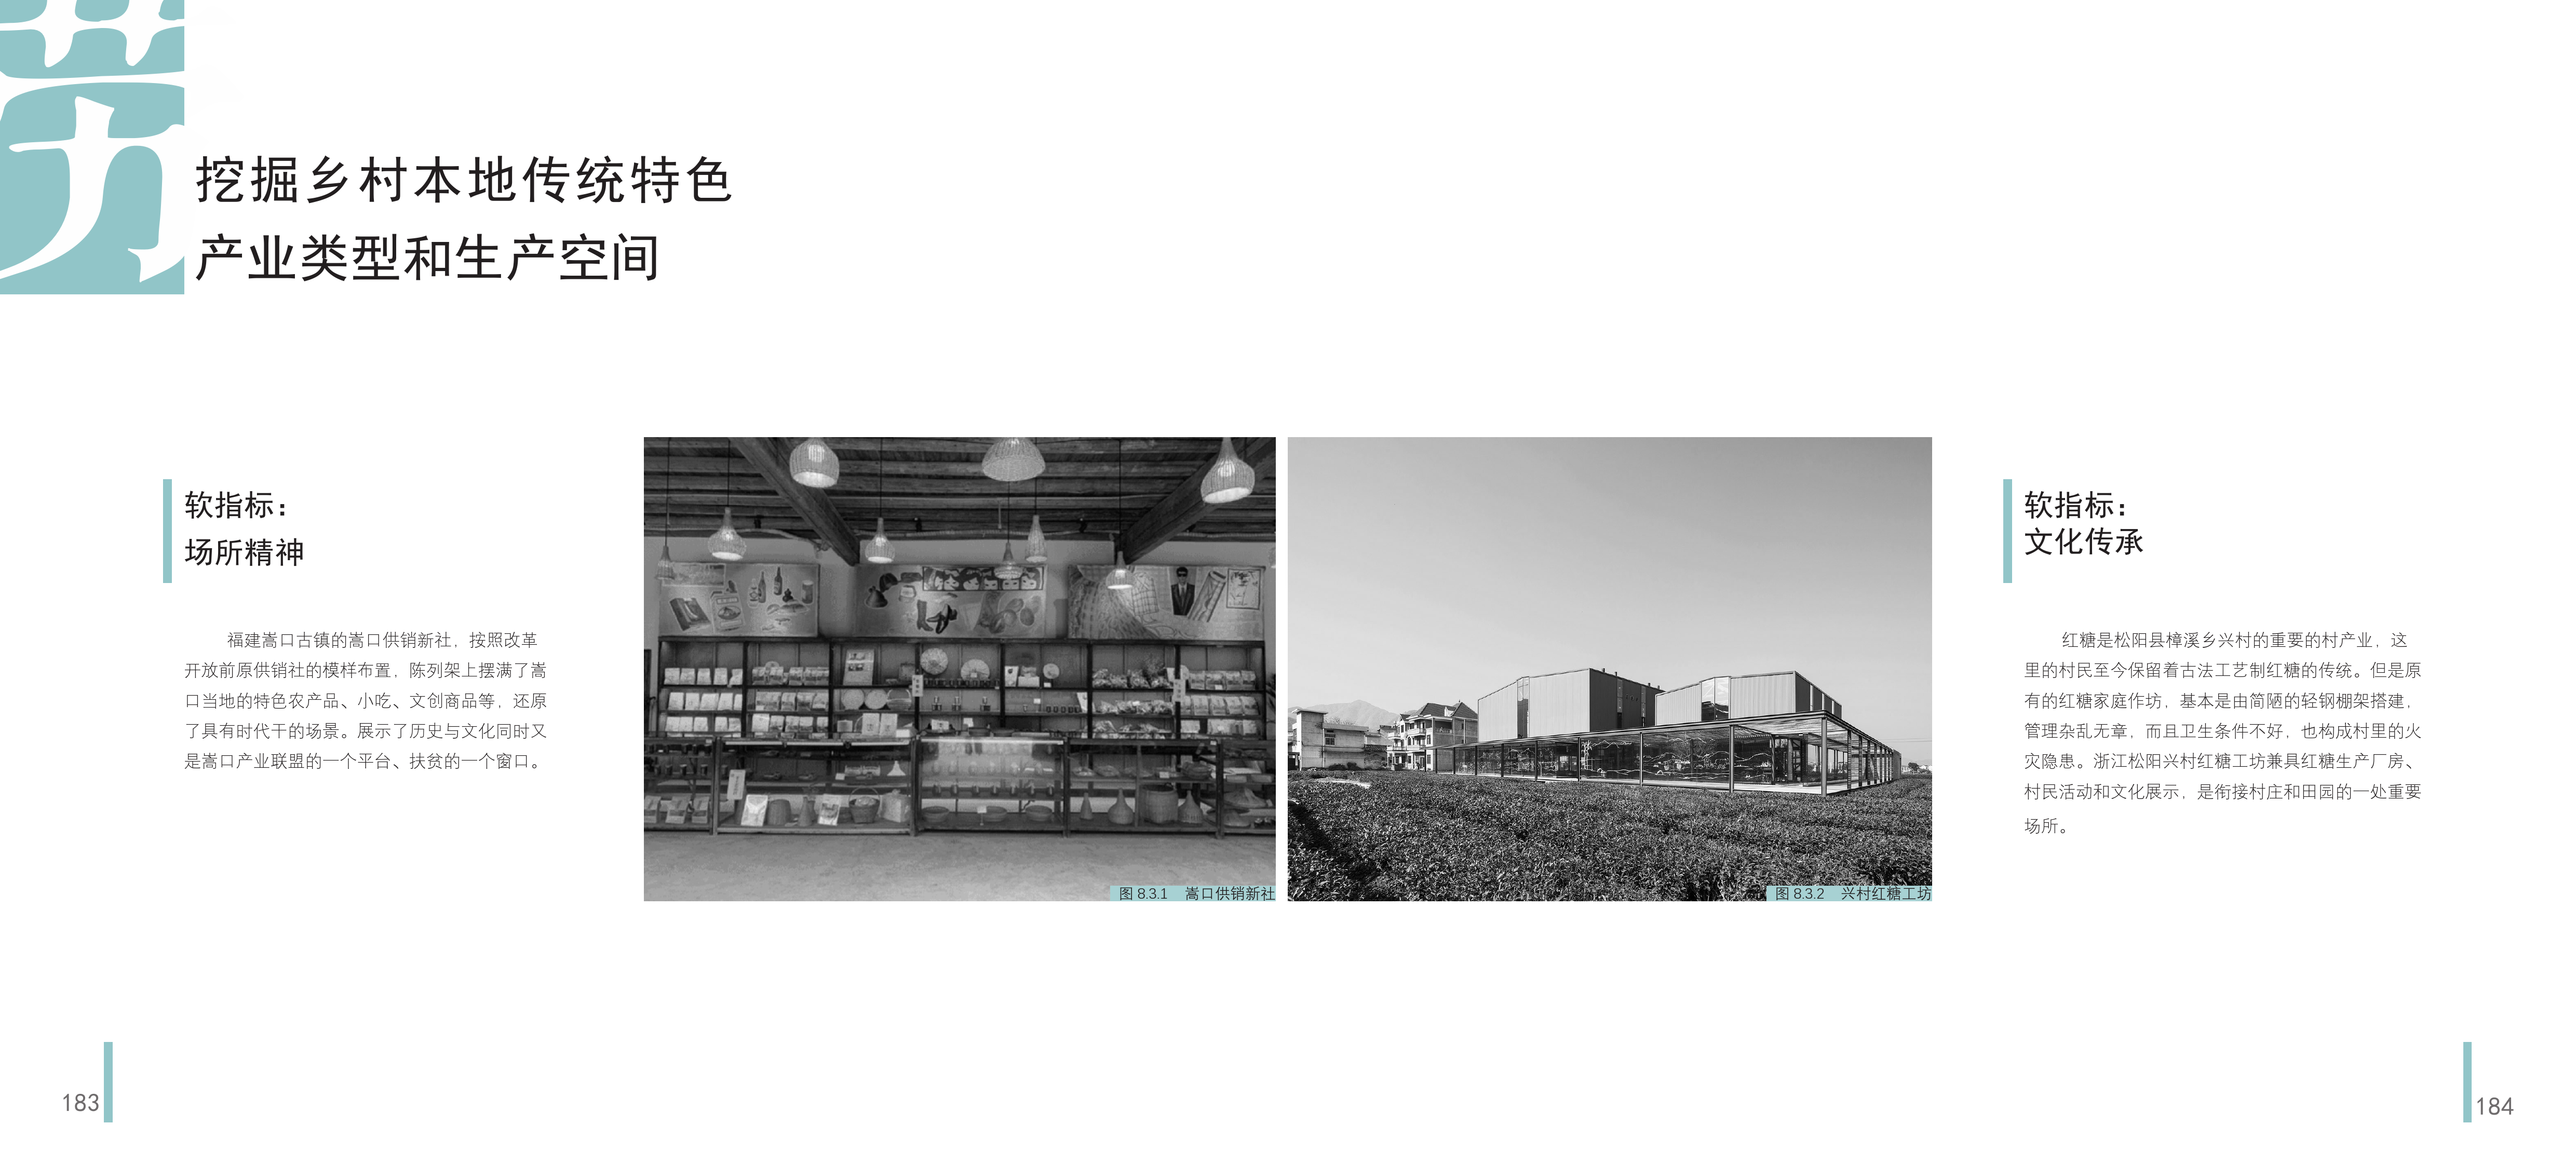 挖掘乡村本地传统特色
产业类型和生产空间
软指标：
场所精神
福建嵩口古镇的嵩口供销新社，按照改革
开放前原供销社的模样布置，陈列架上摆满了嵩
口当地的特色农产品、小吃、文创商品等，还原
了具有时代干的场景。展示了历史与文化同时又
是嵩口产业联盟的一个平台、扶贫的一个窗口。
图 8.3.1 嵩口供销新社
图 8.3.2 兴村红糖工坊
软指标：
文化传承
红糖是松阳县樟溪乡兴村的重要的村产业，这
里的村民至今保留着古法工艺制红糖的传统。但是原
有的红糖家庭作坊，基本是由简陋的轻钢棚架搭建，
管理杂乱无章，而且卫生条件不好，也构成村里的火
灾隐患。浙江松阳兴村红糖工坊兼具红糖生产厂房、
村民活动和文化展示，是衔接村庄和田园的一处重要
场所。
183
184